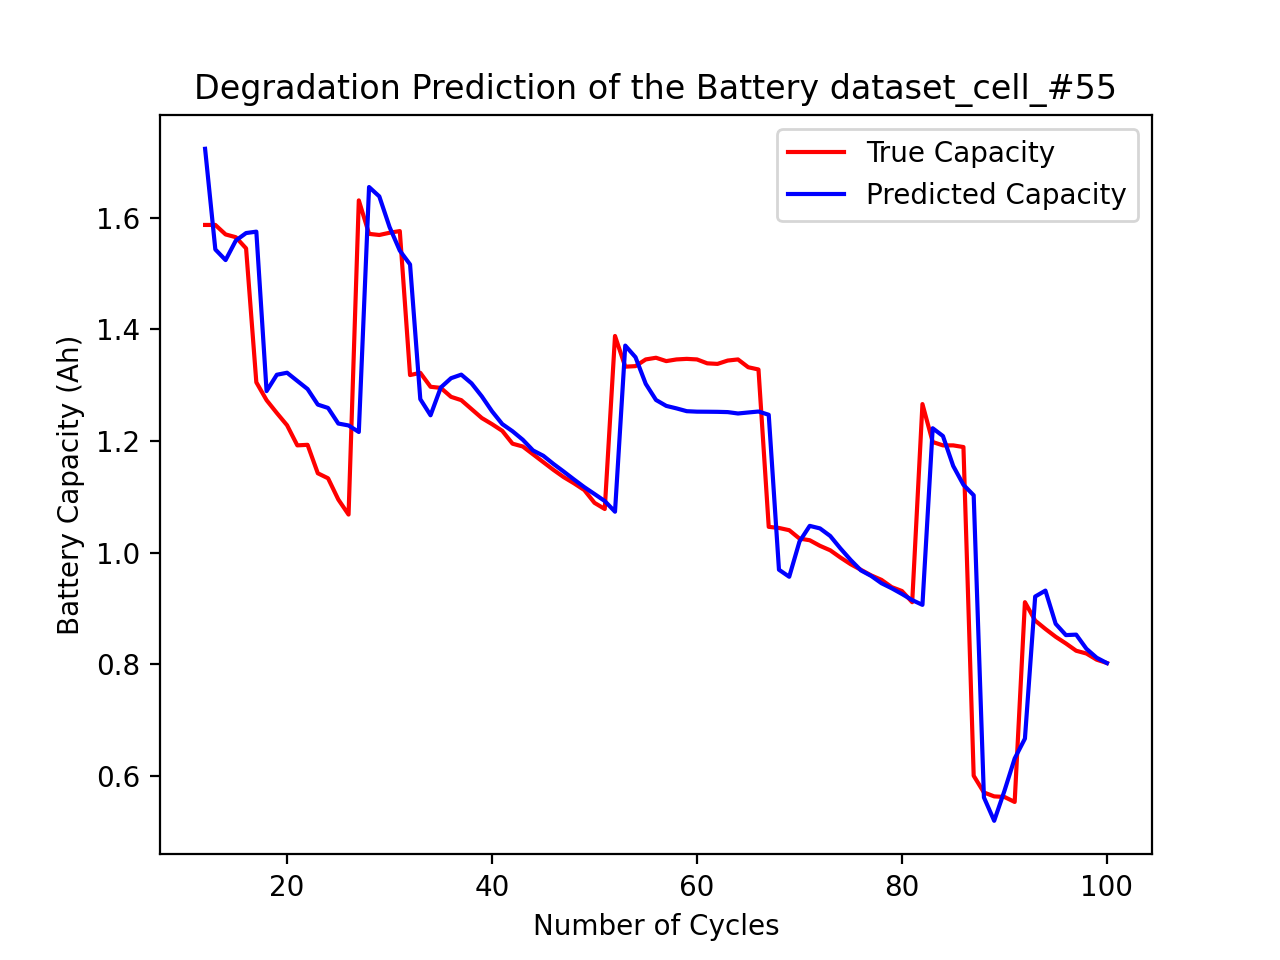 Degradation Prediction of the Battery dataset_cell_#55
True Capacity
Predicted Capacity
Battery Capacity (Ah)
1.6
1.4
1.2
1.0
0.8
0.6
20 40 60 80 100
Number of Cycles